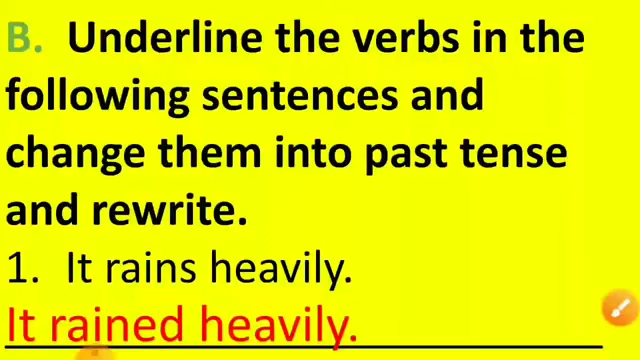 B. Underline the verbs in the
following sentences and
change them into past tense
and rewrite.
1. It rains heavily.
It rained heavily.